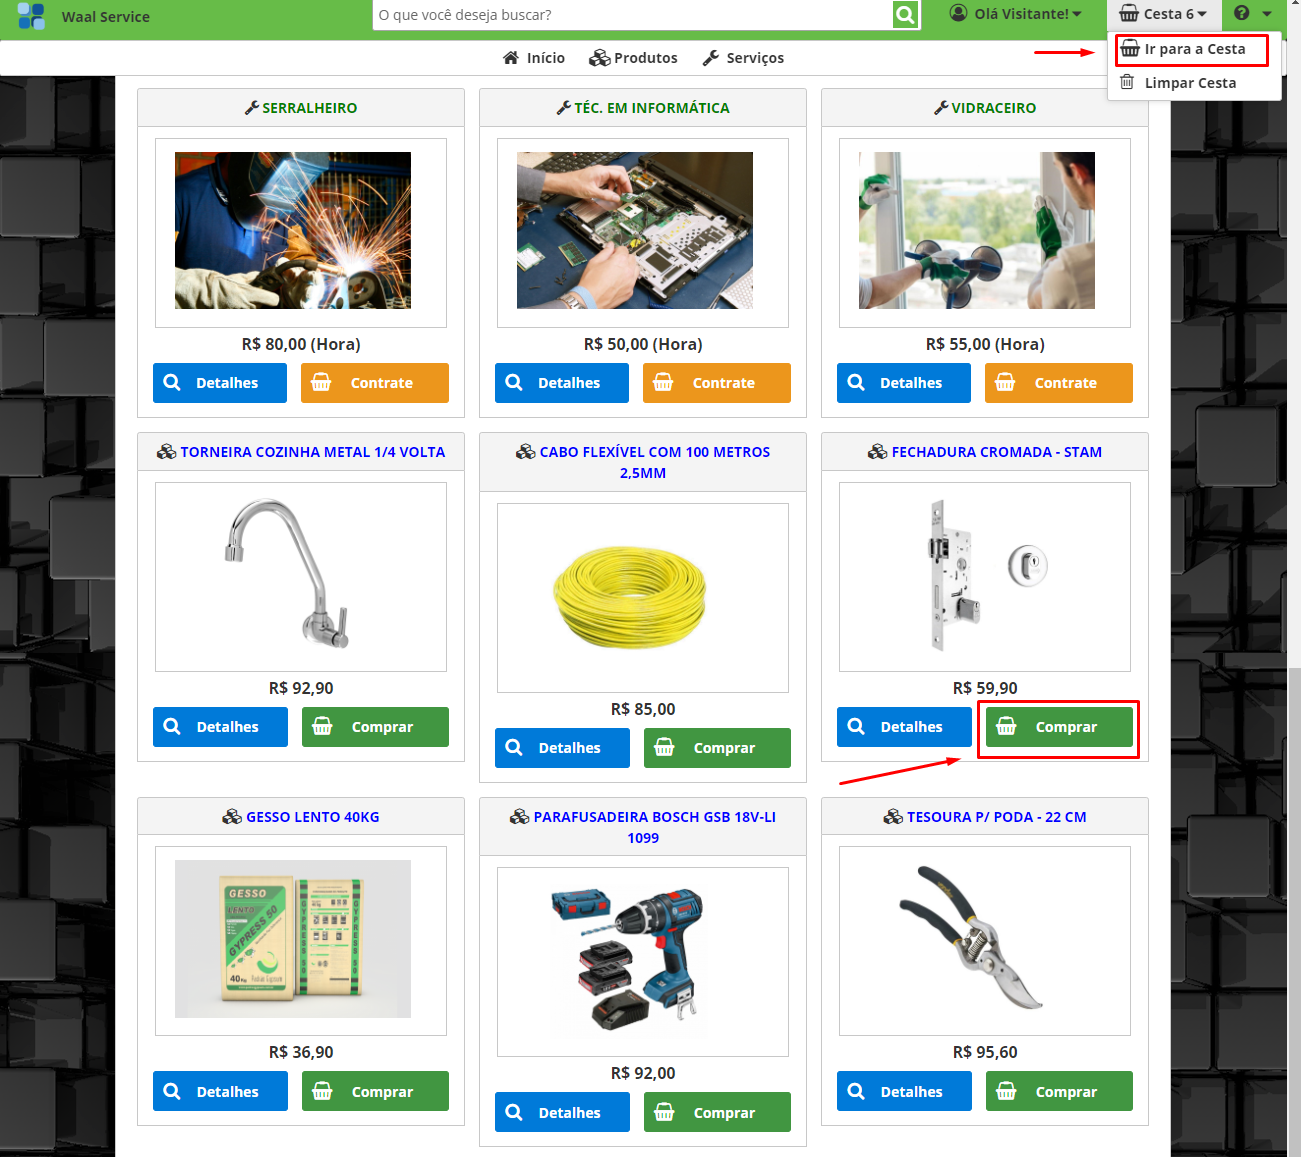 Waal Service
O que você deseja buscar?
Olá Visitante!
Cesta 6
Início
Produtos
Serviços
Ir para a Cesta
Limpar Cesta
SERRALHEIRO
R$ 80,00 (Hora)
Detalhes
Contrate
TÉC. EM INFORMÁTICA
R$ 50,00 (Hora)
Detalhes
Contrate
VIDRACEIRO
R$ 55,00 (Hora)
Detalhes
Contrate
TORNEIRA COZINHA METAL 1/4 VOLTA
R$ 92,90
Detalhes
Comprar
CABO FLEXÍVEL COM 100 METROS
2,5MM
R$ 85,00
Detalhes
Comprar
FECHADURA CROMADA - STAM
R$ 59,90
Detalhes
Comprar
GESSO LENTO 40KG
GESSO
LENTO
GYPRESS 50
40Kg
GYPRESS 50
R$ 36,90
Detalhes
Comprar
PARAFUSADEIRA BOSCH GSB 18V-LI
1099
R$ 92,00
Detalhes
Comprar
TESOURA P/ PODA - 22 CM
R$ 95,60
Detalhes
Comprar